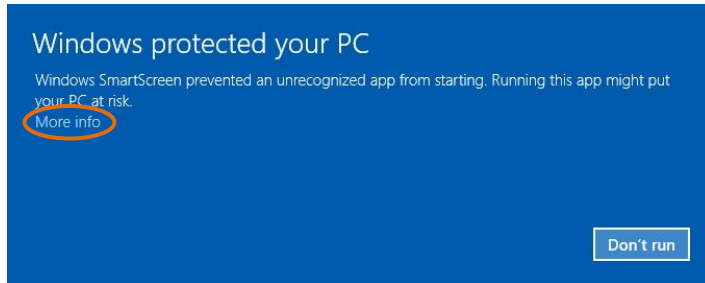 Windows protected your PC
Windows SmartScreen prevented an unrecognized app from starting. Running this app might put
your PC at risk.
More info
Don't run